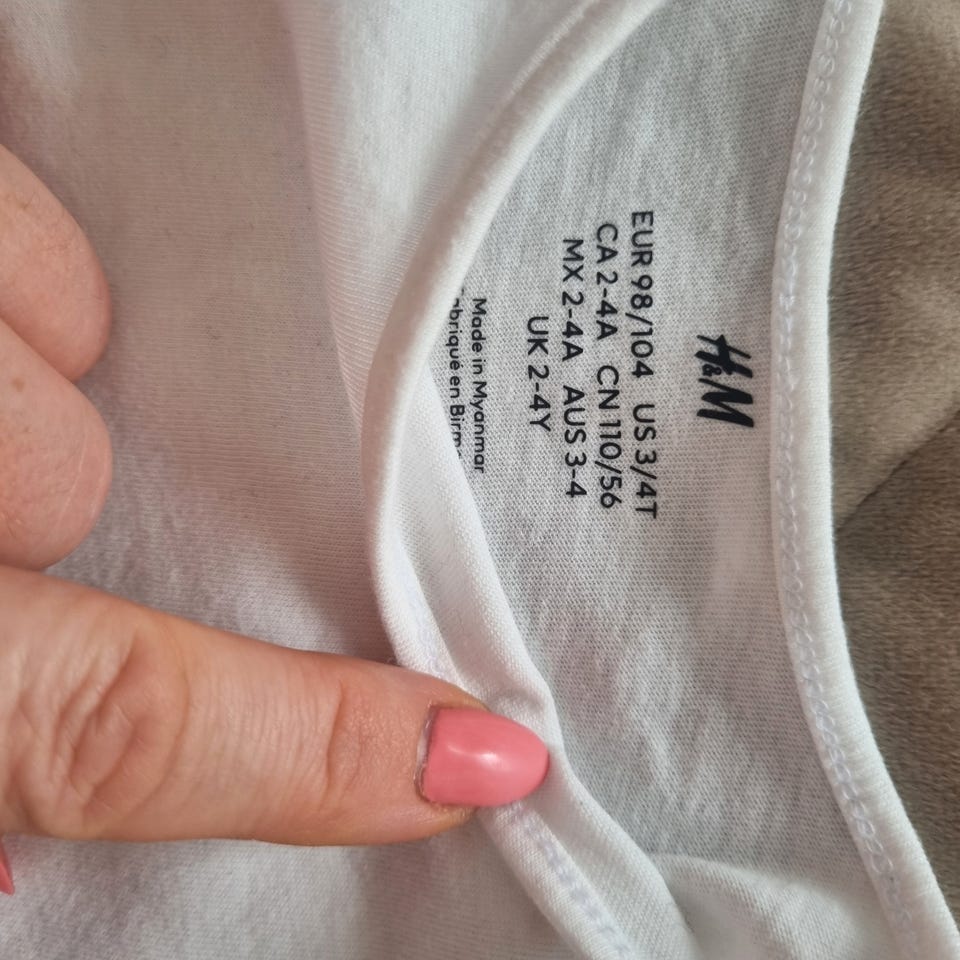 H&M
EUR 98/104 US 3/4T
CA 2-4A CN 110/56
MX 2-4A AUS 3-4
UK 2-4Y
Made in Myanmar
en